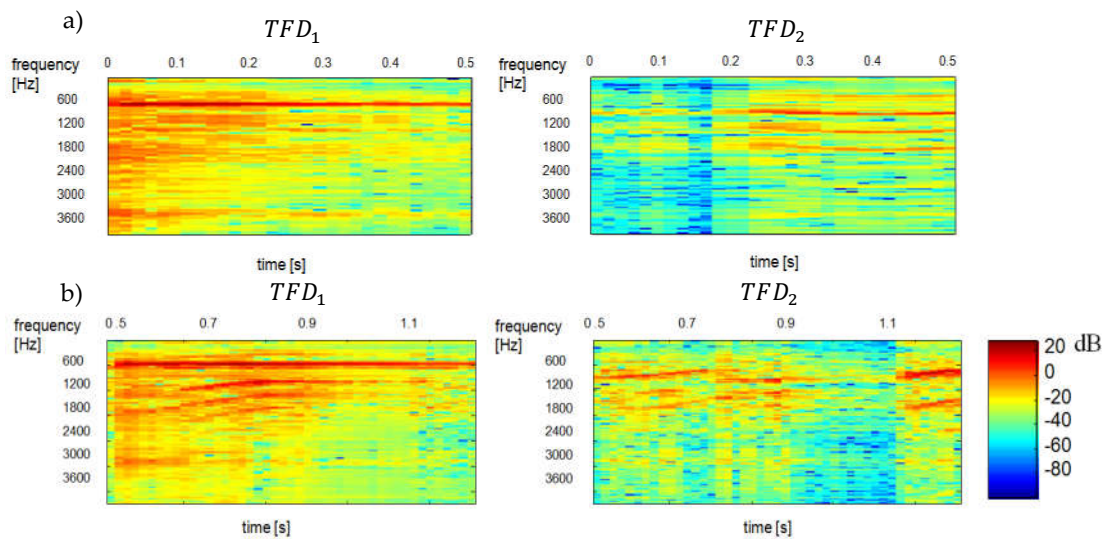 a)
TFD₁
TFD₂
0 0.1 0.2 0.3 0.4 0.5
0 0.1 0.2 0.3 0.4 0.5
frequency
[Hz]
600
1200
1800
2400
3000
3600
frequency
[Hz]
600
1200
1800
2400
3000
3600
time [s]
time [s]
b)
TFD₁
TFD₂
0 5 0.7 0.9 1.1
0 5 0.7 0.9 1.1
frequency
[Hz]
600
1200
1800
2400
3000
3600
frequency
[Hz]
600
1200
1800
2400
3000
3600
20 dB
0
-20
-40
-60
-80
time [s]
time [s]